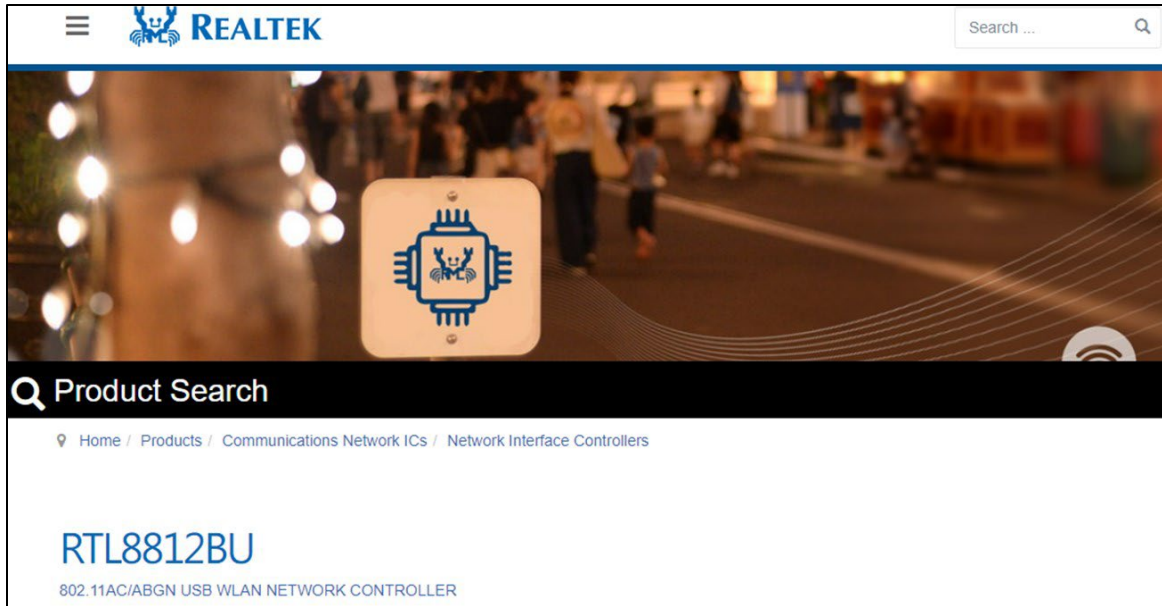 REALTEK
Search ...
Product Search
Home / Products / Communications Network ICs / Network Interface Controllers
RTL8812BU
802.11AC/ABGN USB WLAN NETWORK CONTROLLER